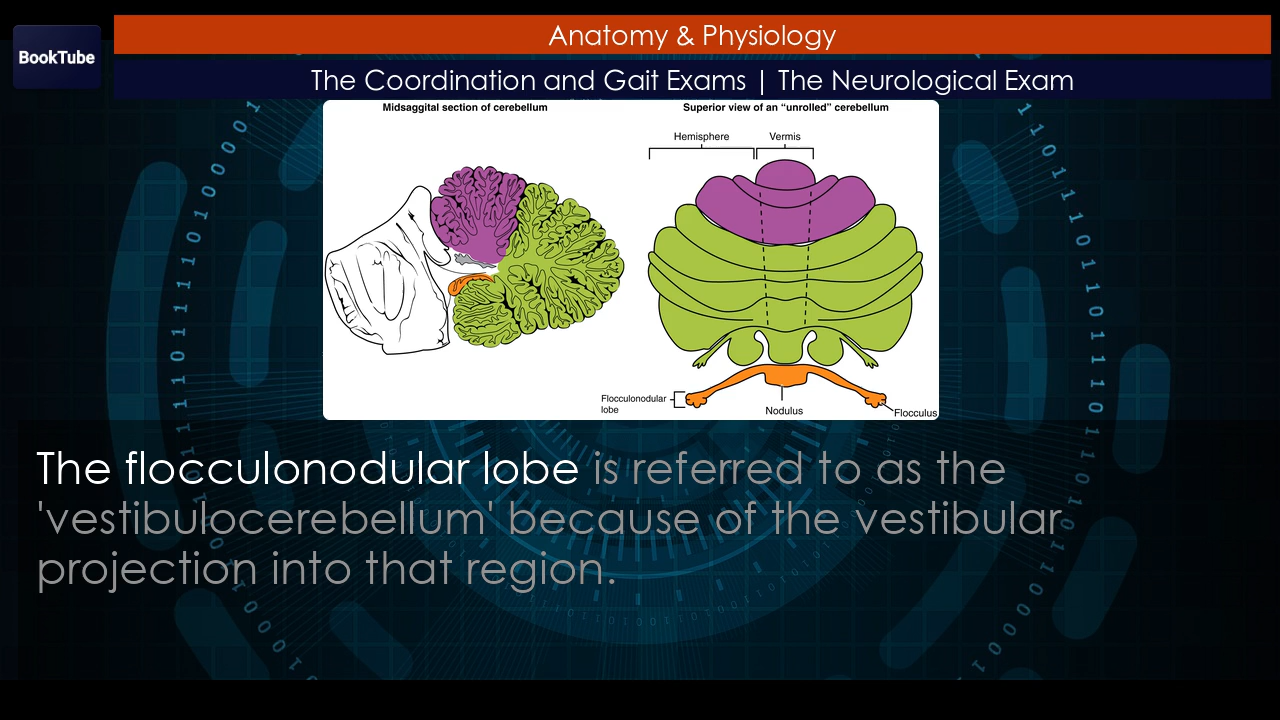 Anatomy & Physiology
BookTube
The Coordination and Gait Exams | The Neurological Exam
Midsaggital section of cerebellum
Superior view of an “unrolled” cerebellum
Hemisphere
Vermis
Flocculonodular
lobe
Nodulus
Flocculus
The flocculonodular lobe is referred to as the
'vestibulocerebellum' because of the vestibular
projection into that region.